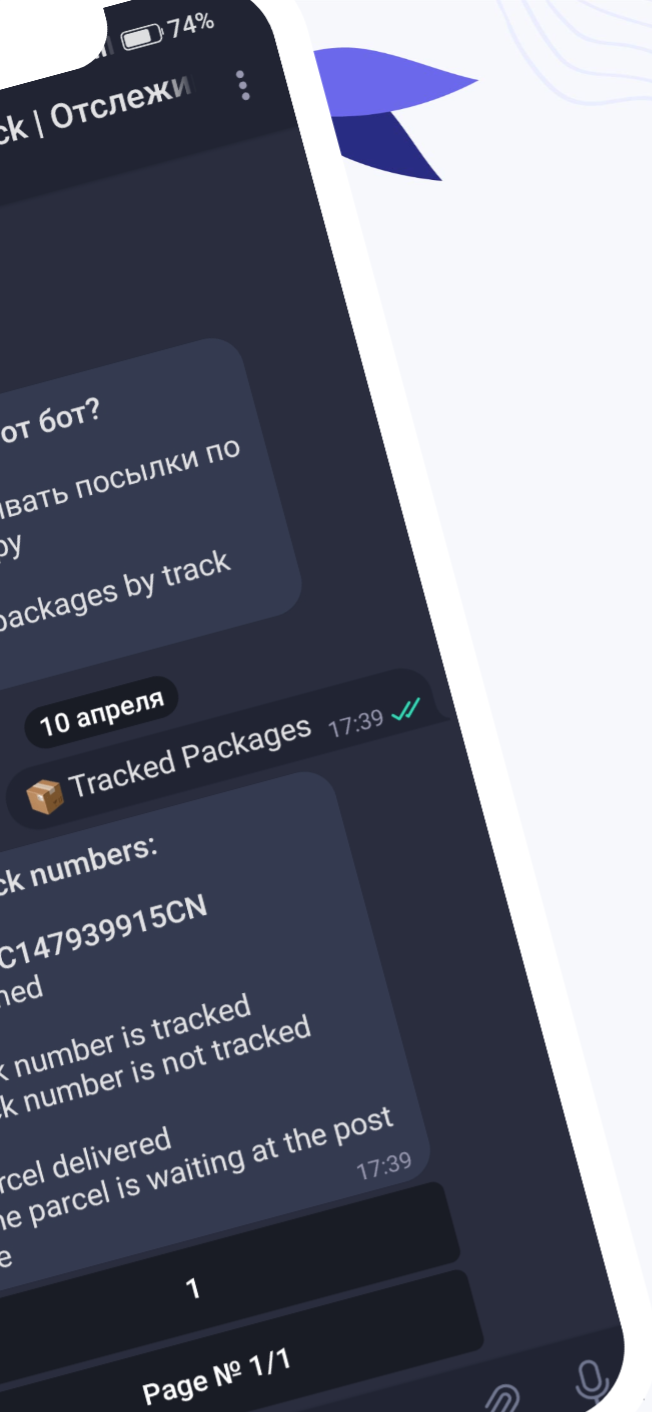 74%
ck | Отслежи
от бот?
ывать посылки по
ру
packages by track
10 апреля
📦 Tracked Packages 17:39
ck numbers:
C147939915CN
ned
k number is tracked
ck number is not tracked
rcel delivered
he parcel is waiting at the post
e
17:39
1
Page № 1/1